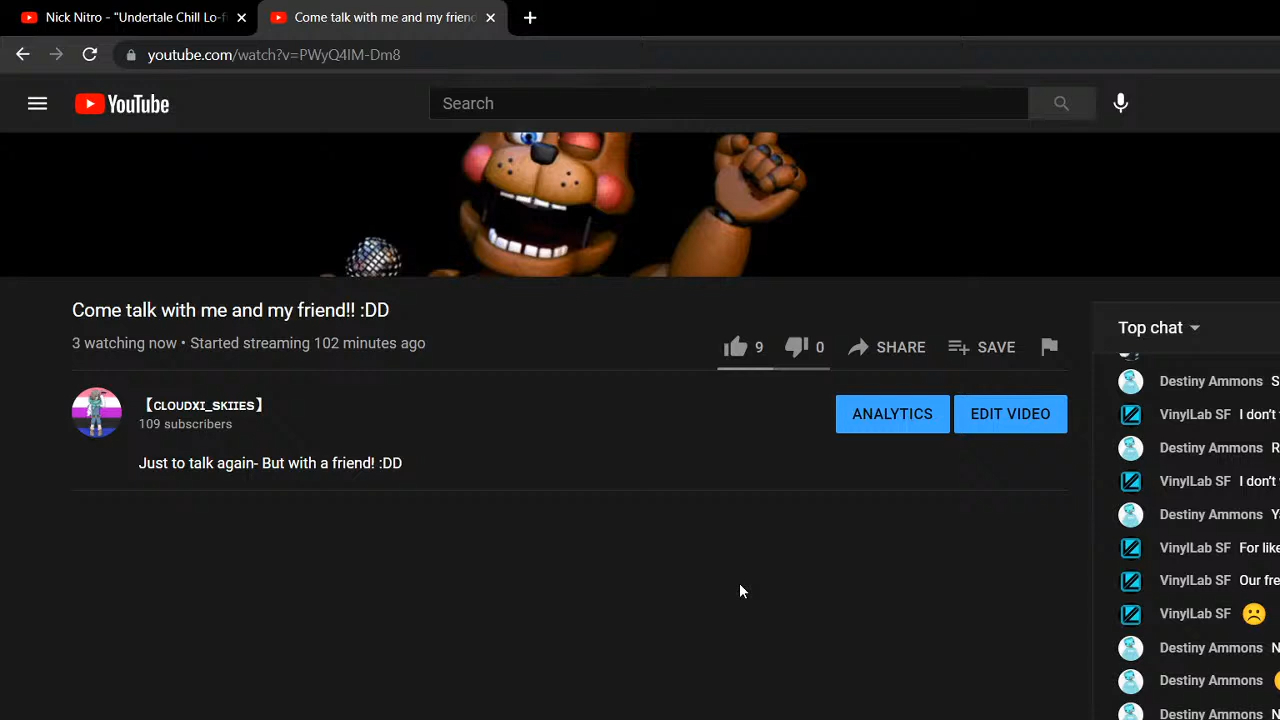 Nick Nitro - "Undertale Chill Lo-fi
Come talk with me and my friend
youtube.com/watch?v=PWyQ4IM-Dm8
YouTube
Search
Come talk with me and my friend!! :DD
3 watching now • Started streaming 102 minutes ago
9
0
SHARE
SAVE
【ᴄʟᴏᴜᴅxɪ_sᴋɪɪᴇs】
109 subscribers
ANALYTICS
EDIT VIDEO
Just to talk again- But with a friend! :DD
Top chat
Destiny Ammons S
VinylLab SF I don't
Destiny Ammons R
VinylLab SF I don't
Destiny Ammons Y
VinylLab SF For like
VinylLab SF Our fre
VinylLab SF ☹
Destiny Ammons N
Destiny Ammons
Destiny Ammons N